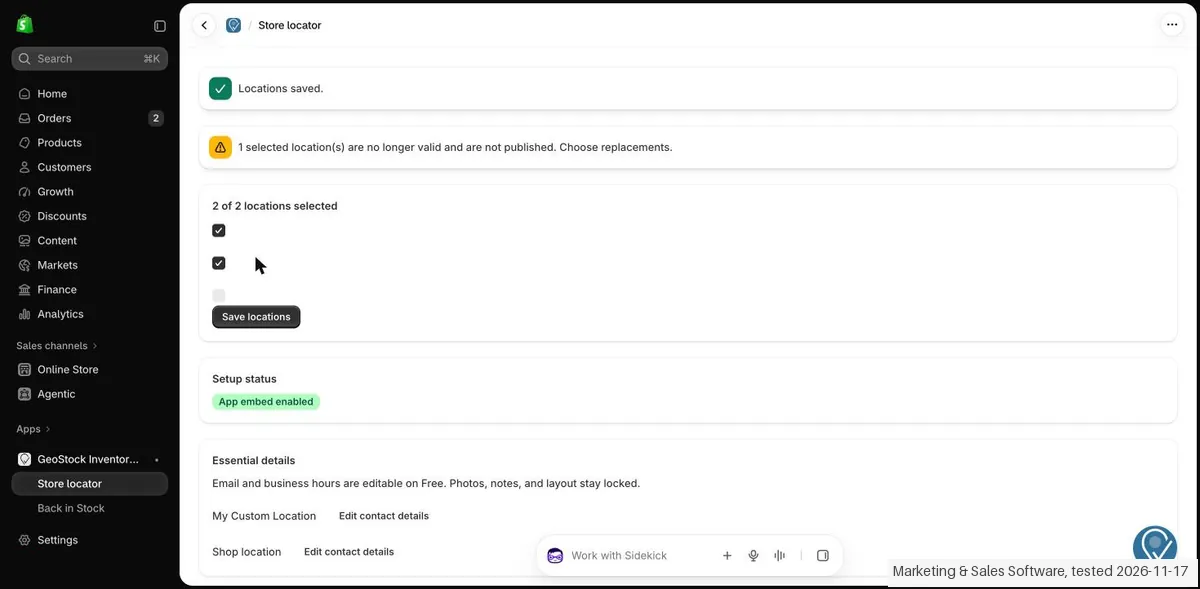 Store locator
Search
⌘K
Home
Orders
2
Products
Customers
Growth
Discounts
Content
Markets
Finance
Analytics
Sales channels
Online Store
Agentic
Apps
GeoStock Inventor...
Store locator
Back in Stock
Settings
Locations saved.
1 selected location(s) are no longer valid and are not published. Choose replacements.
2 of 2 locations selected
Save locations
Setup status
App embed enabled
Essential details
Email and business hours are editable on Free. Photos, notes, and layout stay locked.
My Custom Location Edit contact details
Shop location Edit contact details
Work with Sidekick
Marketing & Sales Software, tested 2026-11-17